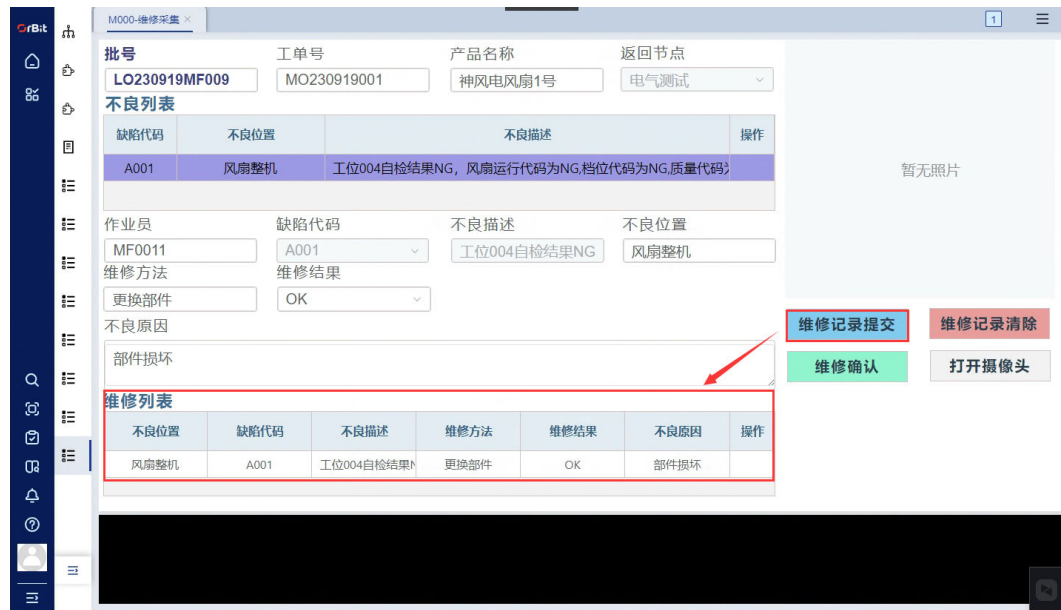 OrBit
M000-维修采集 ×
1
批号 工单号 产品名称 返回节点
LO230919MF009 MO230919001 神风电风扇1号 电气测试
不良列表
缺陷代码 不良位置 不良描述 操作
A001 风扇整机 工位004自检结果NG，风扇运行代码为NG,档位代码为NG,质量代码为
暂无照片
作业员 缺陷代码 不良描述 不良位置
MF0011 A001 工位004自检结果NG 风扇整机
维修方法 维修结果
更换部件 OK
不良原因
部件损坏
维修记录提交 维修记录清除
维修确认 打开摄像头
维修列表
不良位置 缺陷代码 不良描述 维修方法 维修结果 不良原因 操作
风扇整机 A001 工位004自检结果N 更换部件 OK 部件损坏